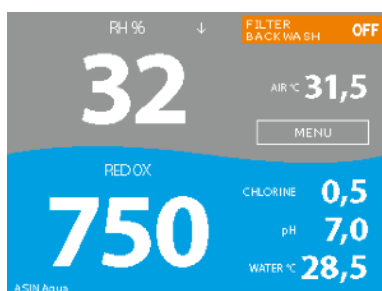 RH % ↓
32
FILTER
BACKWASH OFF
AIR °C 31,5
MENU
REDOX
750
CHLORINE 0,5
pH 7,0
WATER °C 28,5
ASIN Aqua